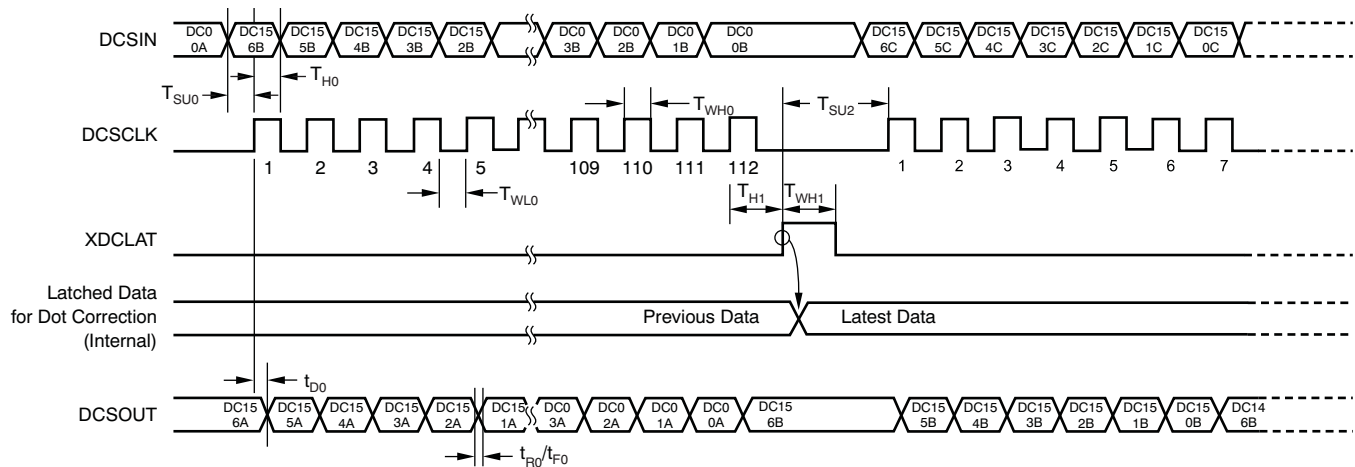 DCSIN
DC0 0A
DC15 6B
DC15 5B
DC15 4B
DC15 3B
DC15 2B
DC0 3B
DC0 2B
DC0 1B
DC0 0B
DC15 6C
DC15 5C
DC15 4C
DC15 3C
DC15 2C
DC15 1C
DC15 0C
TSU0
TH0
TWH0
TSU2
DCSCLK
1 2 3 4 5 109 110 111 112 1 2 3 4 5 6 7
TWL0
TH1
TWH1
XDCLAT
Latched Data
for Dot Correction
(Internal)
Previous Data
Latest Data
tD0
DCSOUT
DC15 6A
DC15 5A
DC15 4A
DC15 3A
DC15 2A
DC15 1A
DC0 3A
DC0 2A
DC0 1A
DC0 0A
DC15 6B
DC15 5B
DC15 4B
DC15 3B
DC15 2B
DC15 1B
DC15 0B
DC14 6B
tR0/tF0